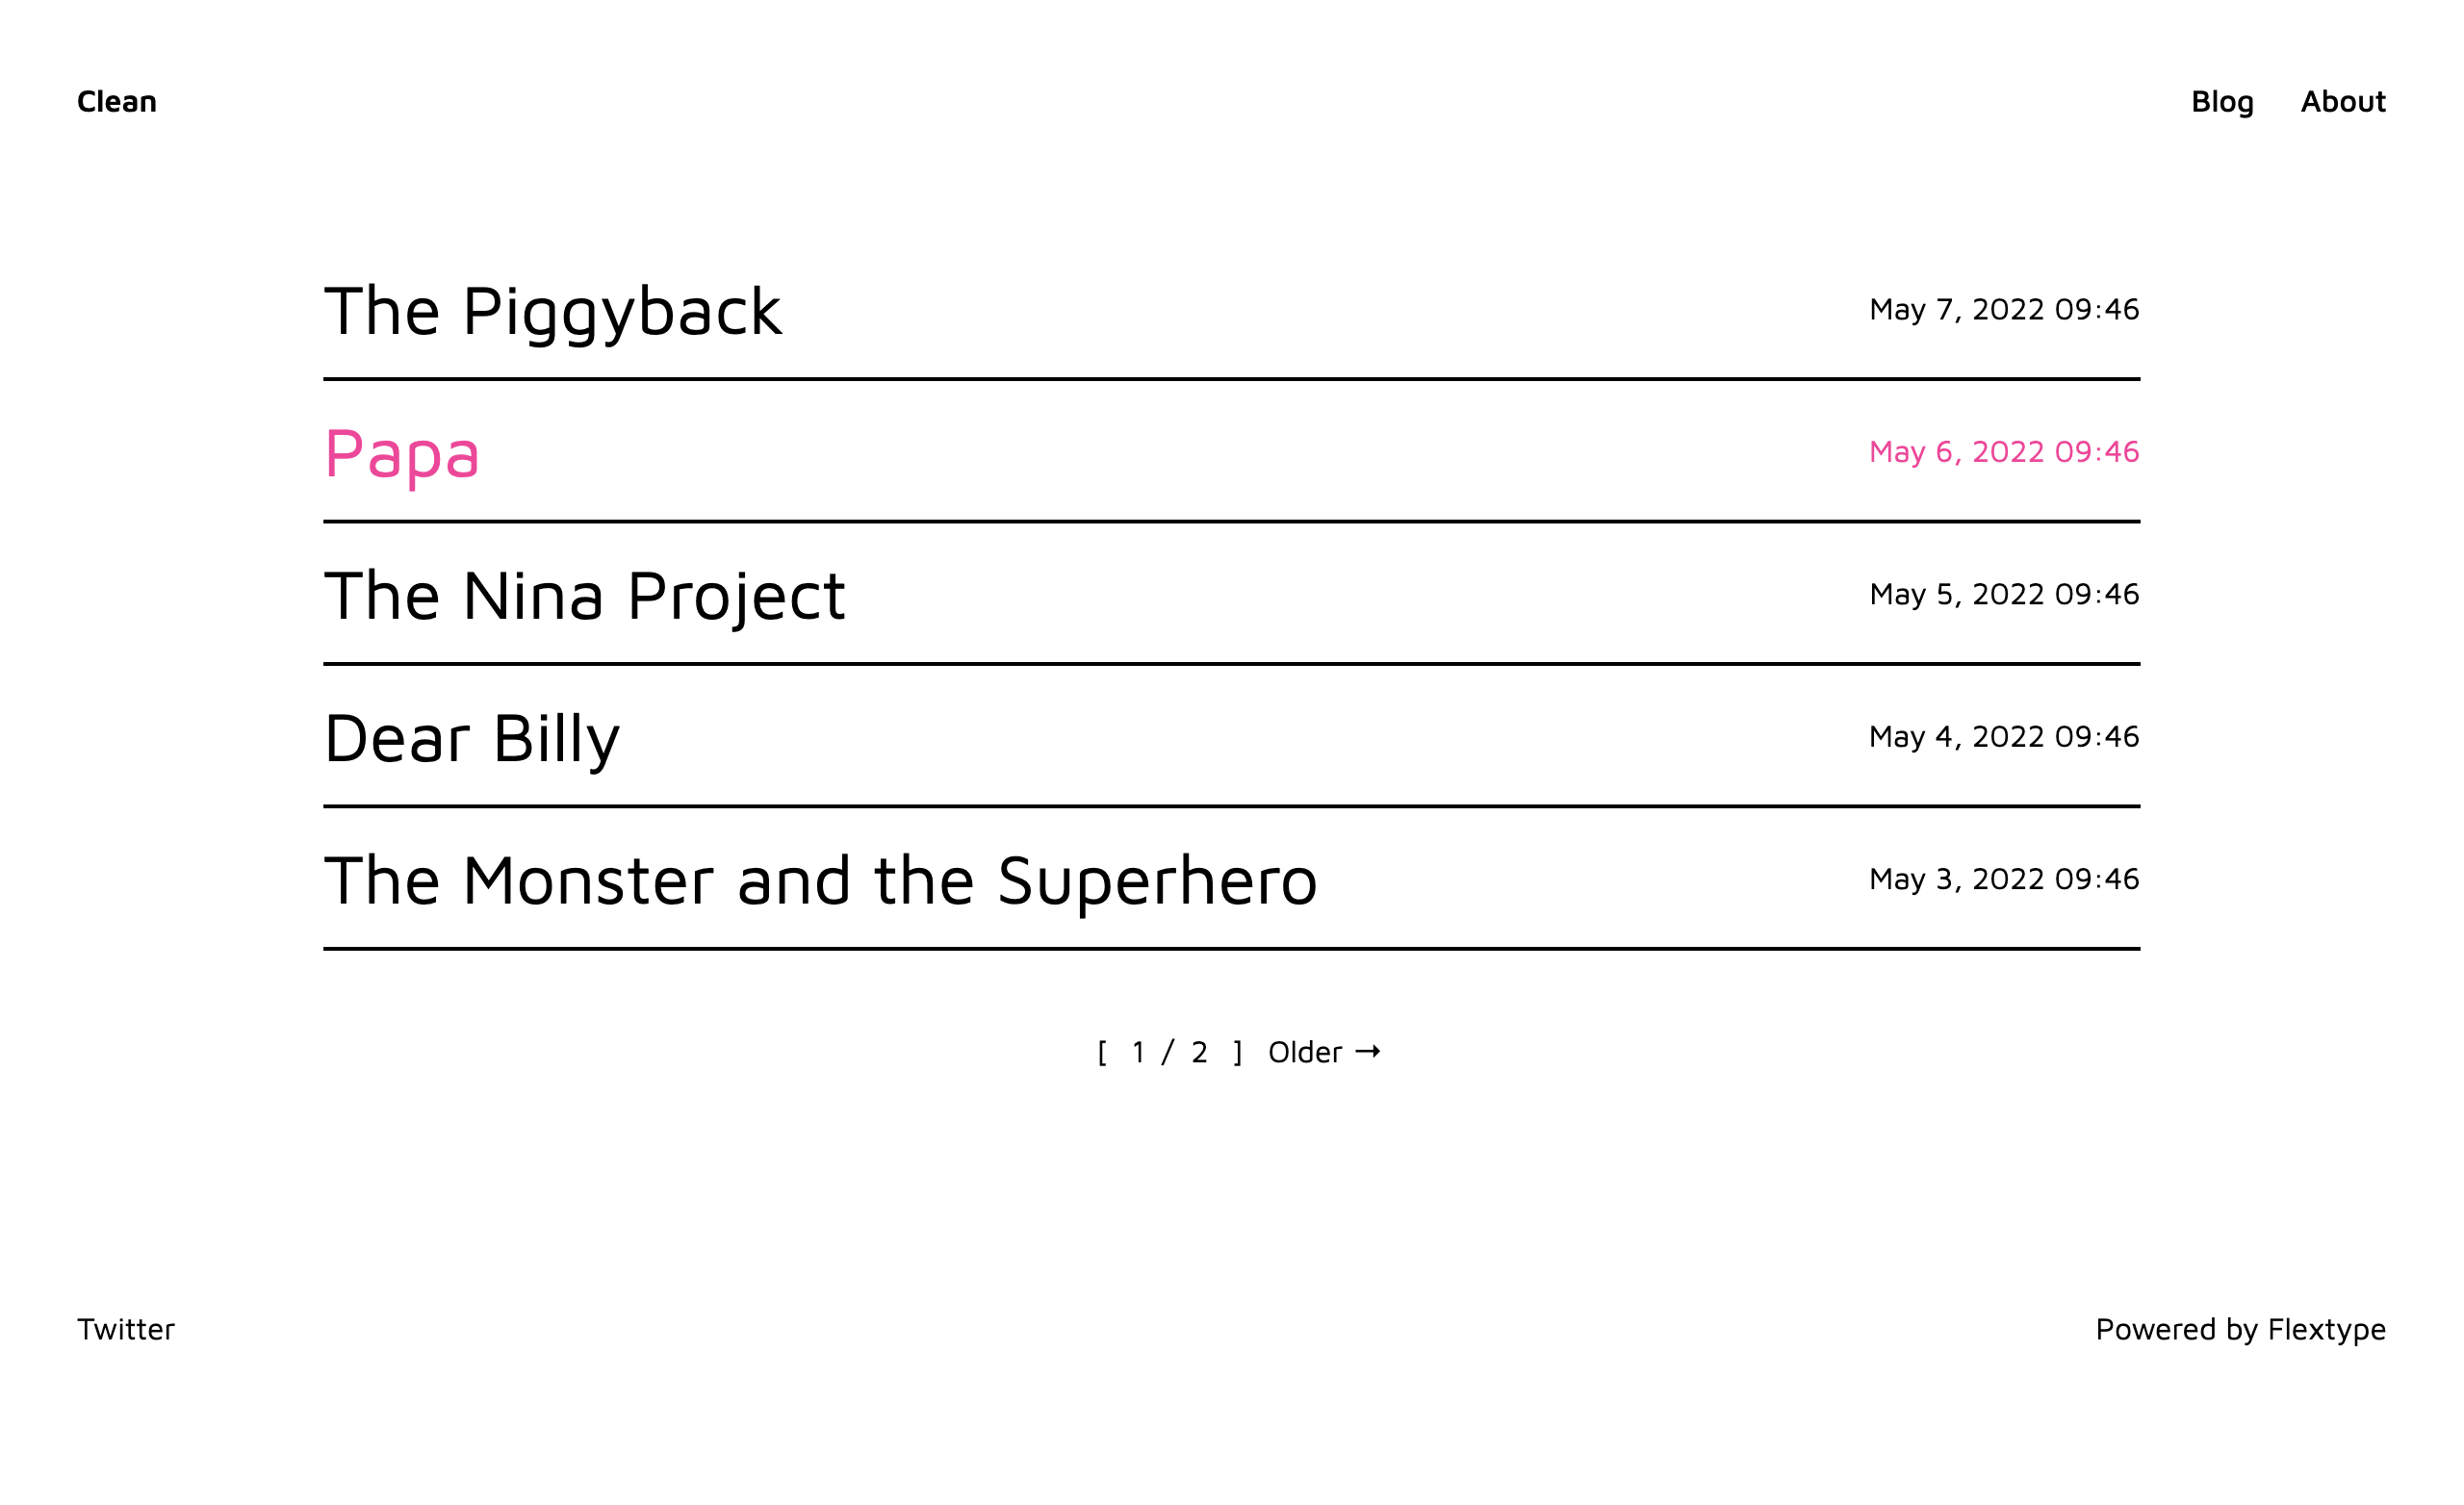 Clean Blog About
The Piggyback May 7, 2022 09:46
Papa May 6, 2022 09:46
The Nina Project May 5, 2022 09:46
Dear Billy May 4, 2022 09:46
The Monster and the Superhero May 3, 2022 09:46
[ 1 / 2 ] Older →
Twitter Powered by Flextype